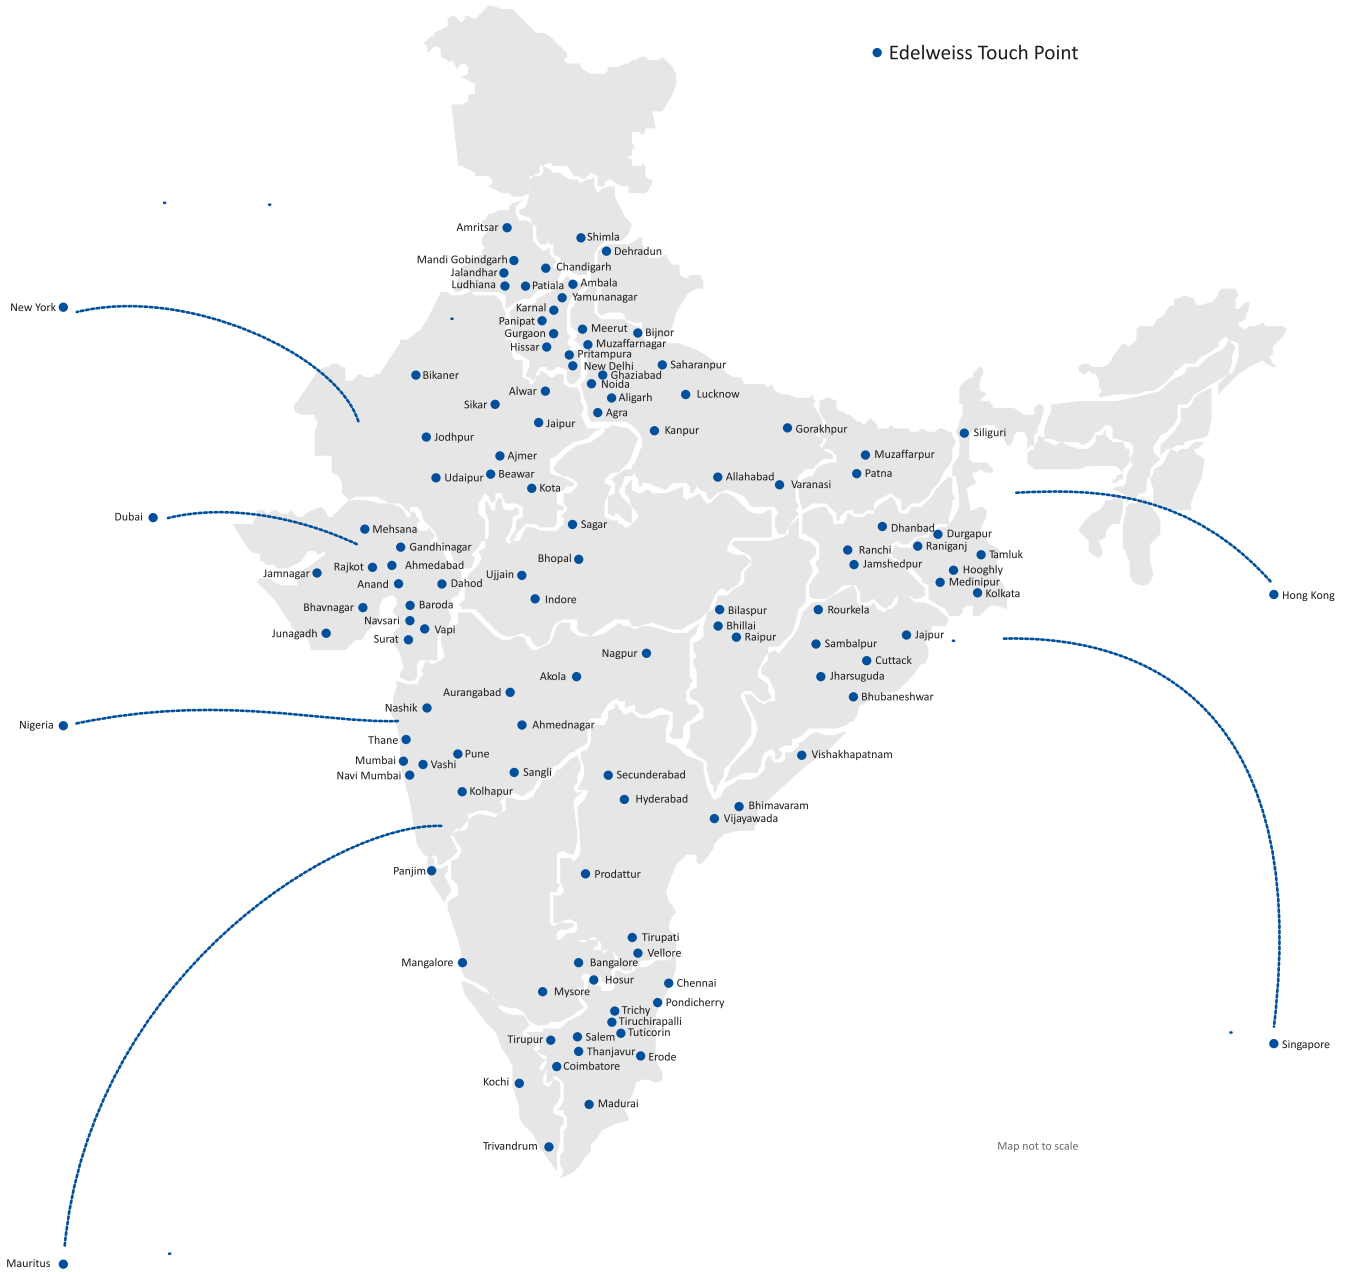 Edelweiss Touch Point
Amritsar
Shimla
Dehradun
Mandi Gobindgarh
Chandigarh
Jalandhar
Ludhiana
Patiala
Ambala
Yamunanagar
New York
Karnal
Panipat
Meerut
Gurgaon
Bijnor
Hissar
Muzaffarnagar
Pritampura
New Delhi
Saharanpur
Bikaner
Ghaziabad
Noida
Alwar
Aligarh
Lucknow
Sikar
Agra
Jaipur
Kanpur
Gorakhpur
Siliguri
Jodhpur
Ajmer
Muzaffarpur
Udaipur
Beawar
Patna
Allahabad
Varanasi
Kota
Dubai
Mehsana
Sagar
Dhanbad
Durgapur
Gandhinagar
Ranchi
Raniganj
Tamluk
Bhopal
Rajkot
Ahmedabad
Jamshedpur
Jamnagar
Ujjain
Hooghly
Anand
Dahod
Medinipur
Kolkata
Hong Kong
Indore
Bhavnagar
Baroda
Bilaspur
Rourkela
Navsari
Vapi
Bhillai
Junagadh
Surat
Raipur
Jajpur
Sambalpur
Nagpur
Cuttack
Akola
Jharsuguda
Aurangabad
Bhubaneshwar
Nashik
Nigeria
Ahmednagar
Thane
Pune
Vishakhapatnam
Mumbai
Vashi
Navi Mumbai
Sangli
Secunderabad
Kolhapur
Hyderabad
Bhimavaram
Vijayawada
Panjim
Prodattur
Tirupati
Vellore
Mangalore
Bangalore
Hosur
Chennai
Mysore
Pondicherry
Trichy
Tiruchirapalli
Tuticorin
Tirupur
Salem
Singapore
Thanjavur
Erode
Coimbatore
Kochi
Madurai
Trivandrum
Map not to scale
Mauritus